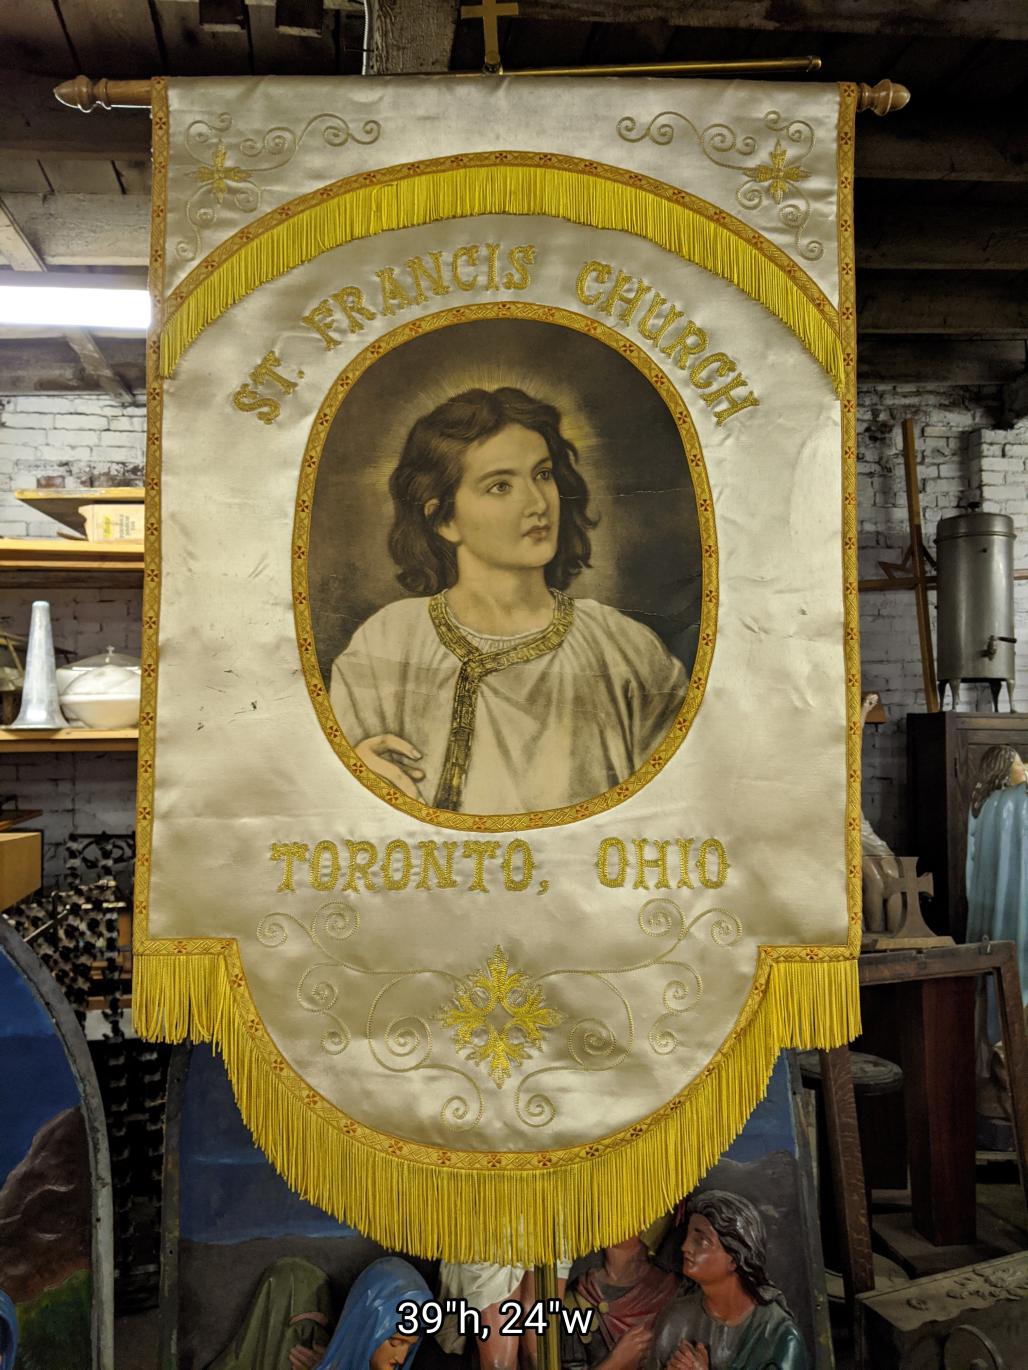 ST. FRANCIS CHURCH
TORONTO, OHIO
39"h, 24"w